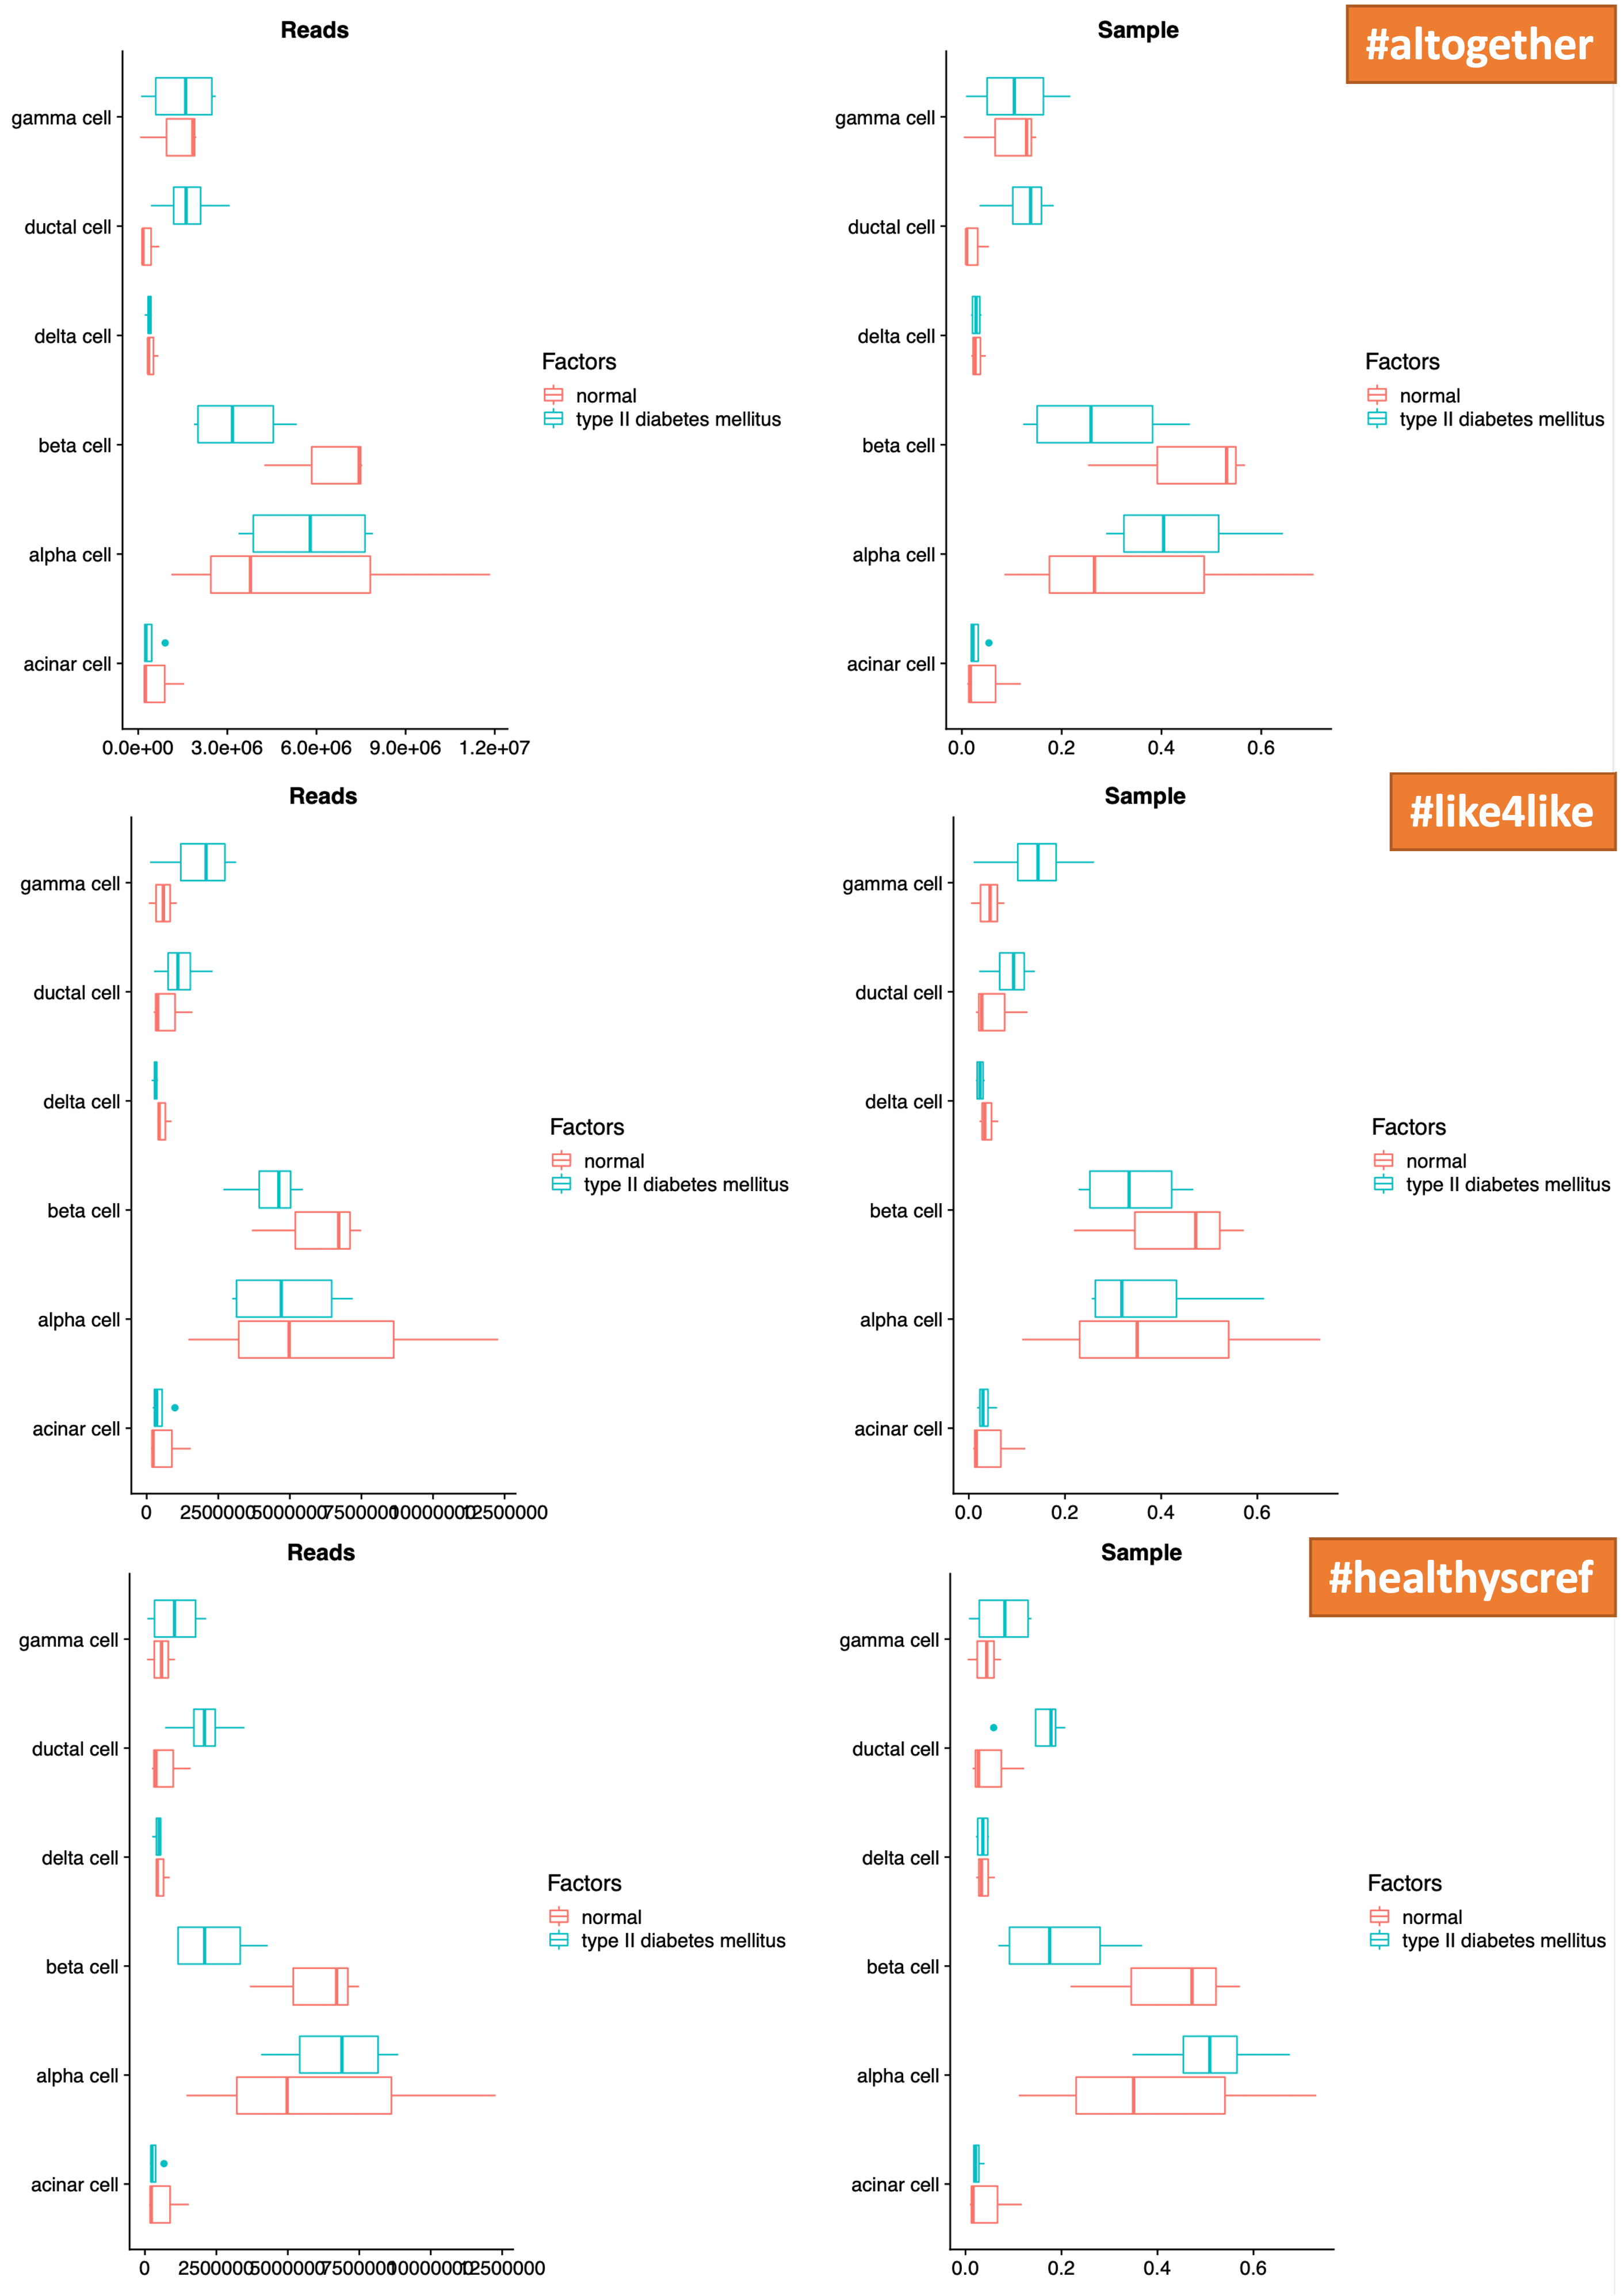 Reads
Sample
#altogether
gamma cell
ductal cell
delta cell
beta cell
alpha cell
acinar cell
0.0e+00 3.0e+06 6.0e+06 9.0e+06 1.2e+07
Factors
normal
type II diabetes mellitus
gamma cell
ductal cell
delta cell
beta cell
alpha cell
acinar cell
0.0 0.2 0.4 0.6
Factors
normal
type II diabetes mellitus
Reads
Sample
#like4like
gamma cell
ductal cell
delta cell
beta cell
alpha cell
acinar cell
0 2500000 5000000 7500000 10000000 12500000
Factors
normal
type II diabetes mellitus
gamma cell
ductal cell
delta cell
beta cell
alpha cell
acinar cell
0.0 0.2 0.4 0.6
Factors
normal
type II diabetes mellitus
Reads
Sample
#healthyscref
gamma cell
ductal cell
delta cell
beta cell
alpha cell
acinar cell
0 2500000 5000000 7500000 10000000 12500000
Factors
normal
type II diabetes mellitus
gamma cell
ductal cell
delta cell
beta cell
alpha cell
acinar cell
0.0 0.2 0.4 0.6
Factors
normal
type II diabetes mellitus